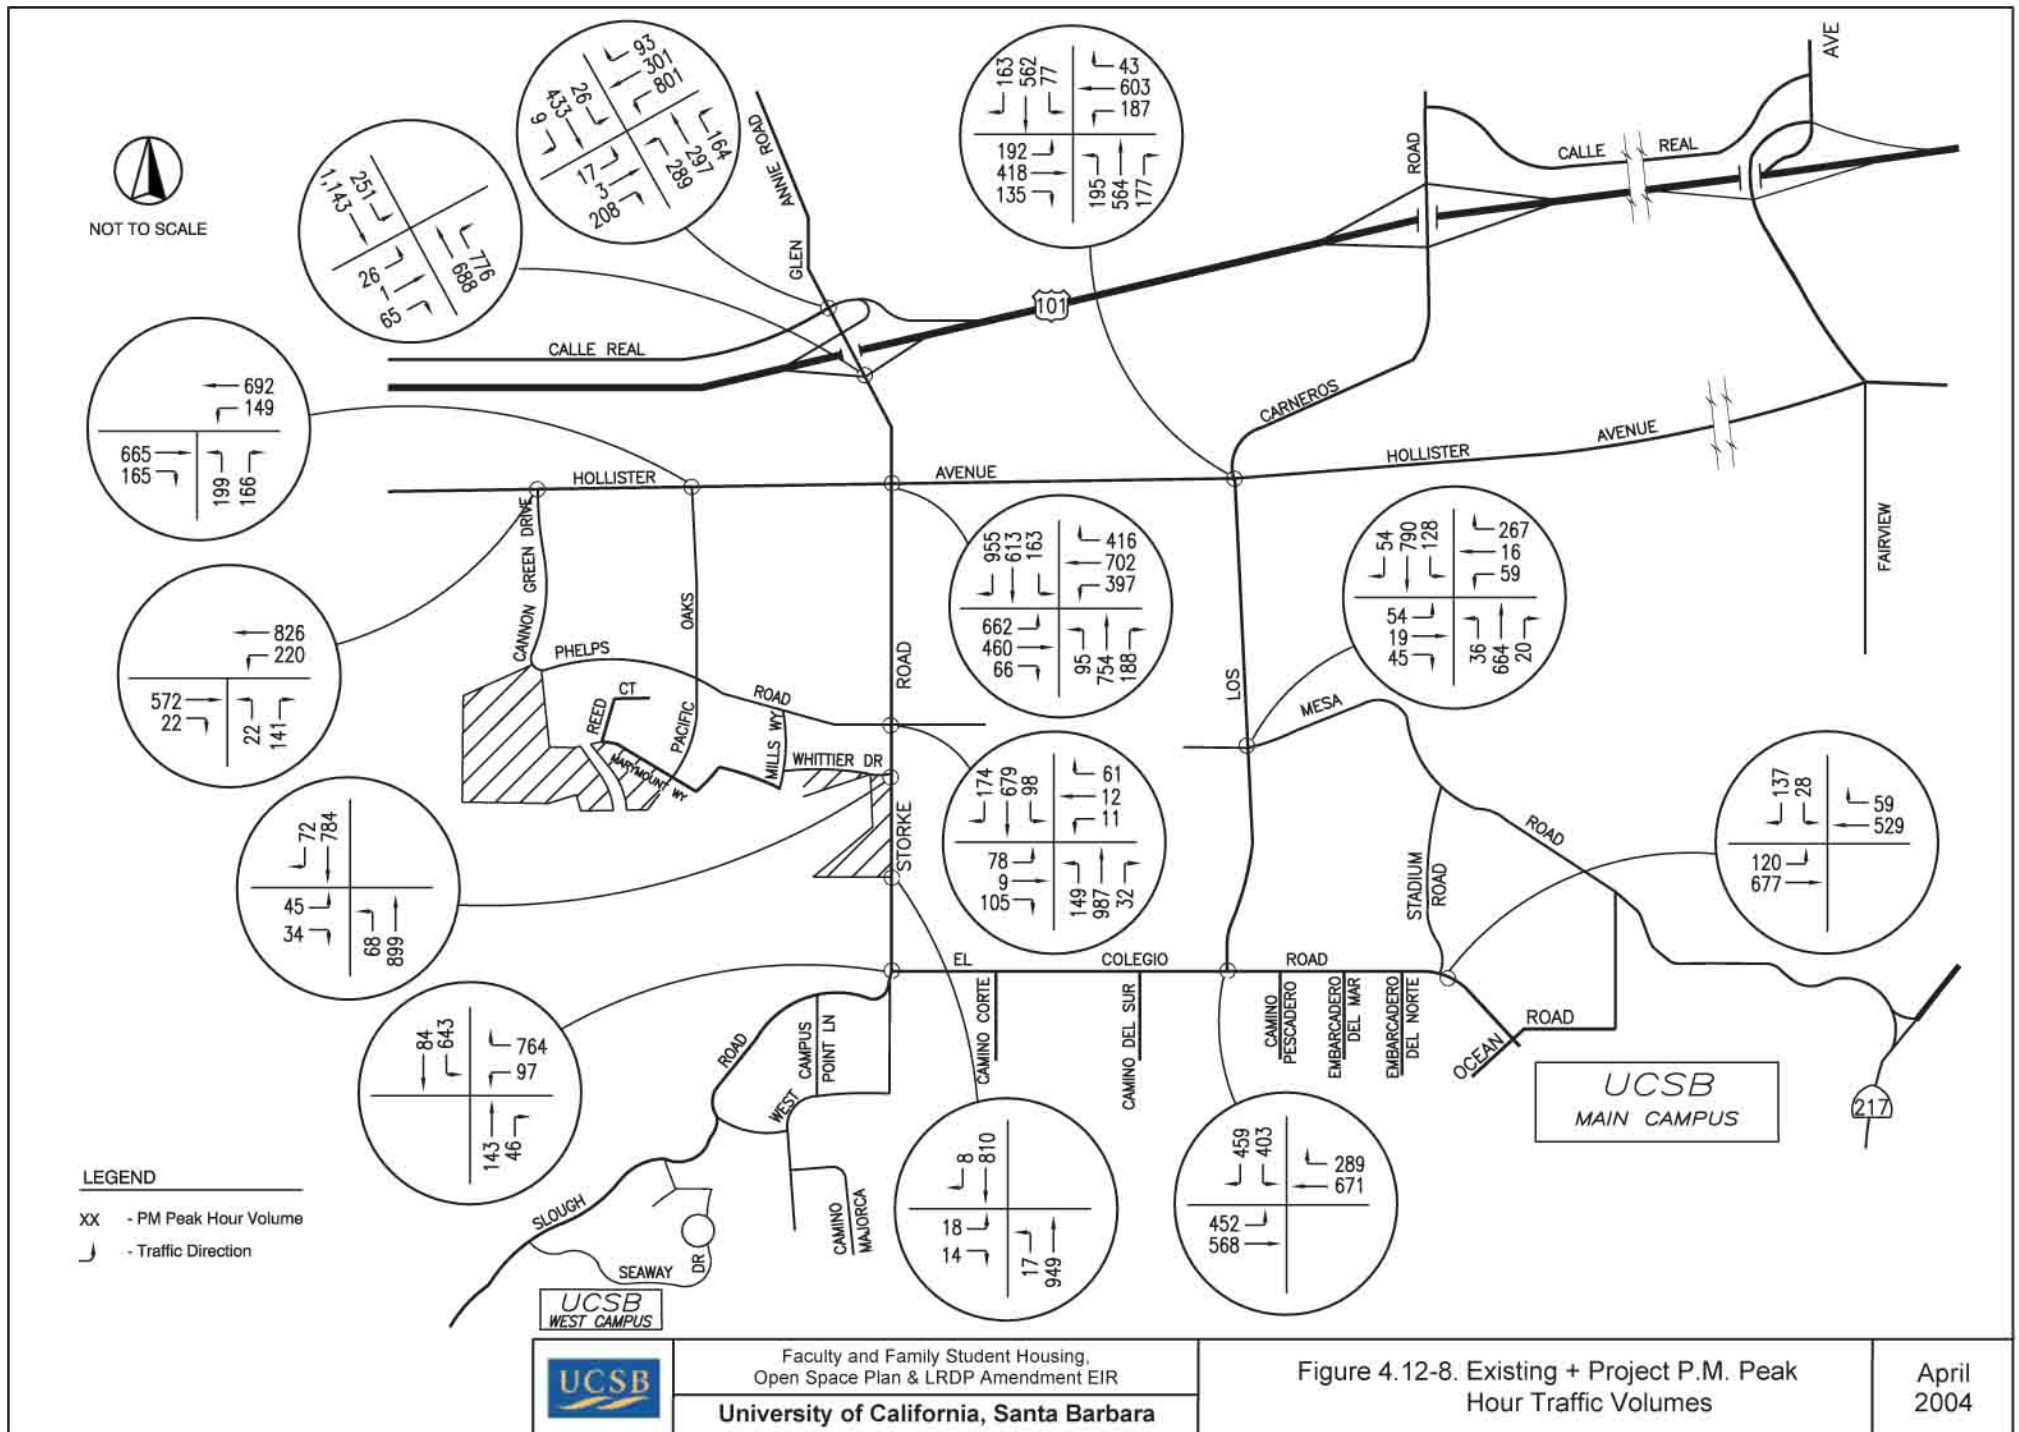 NOT TO SCALE
93
301
801
26
433
9
164
297
289
17
3
208
251
1,143
776
688
26
1
65
163
562
77
43
603
187
192
418
135
195
564
177
ANNIE ROAD
GLEN
ROAD
CALLE REAL
AVE
101
CALLE REAL
692
149
665
165
199
166
CARNEROS
HOLLISTER
AVENUE
HOLLISTER
AVENUE
CANNON GREEN DRIVE
OAKS
ROAD
FAIRVIEW
955
613
163
416
702
397
662
460
66
95
754
188
54
790
128
267
16
59
54
19
45
36
664
20
826
220
572
22
22
141
PHELPS
ROAD
REED
CT
PACIFIC
MARYMOUNT WY
MILLS WY
WHITTIER DR
STORKE
LOS
MESA
ROAD
STADIUM
ROAD
174
679
98
61
12
11
78
9
105
149
987
32
137
28
59
529
120
677
72
784
45
34
68
899
EL
COLEGIO
ROAD
84
643
764
97
143
46
ROAD
CAMPUS
POINT LN
WEST
CAMINO CORTE
CAMINO DEL SUR
CAMINO
PESCADERO
EMBARCADERO
DEL MAR
EMBARCADERO
DEL NORTE
OCEAN
ROAD
UCSB
MAIN CAMPUS
217
8
810
18
14
17
949
459
403
289
671
452
568
CAMINO
MAJORCA
SLOUGH
SEAWAY
DR
UCSB
WEST CAMPUS
LEGEND
XX - PM Peak Hour Volume
- Traffic Direction
UCSB
Faculty and Family Student Housing,
Open Space Plan & LRDP Amendment EIR
University of California, Santa Barbara
Figure 4.12-8. Existing + Project P.M. Peak
Hour Traffic Volumes
April
2004